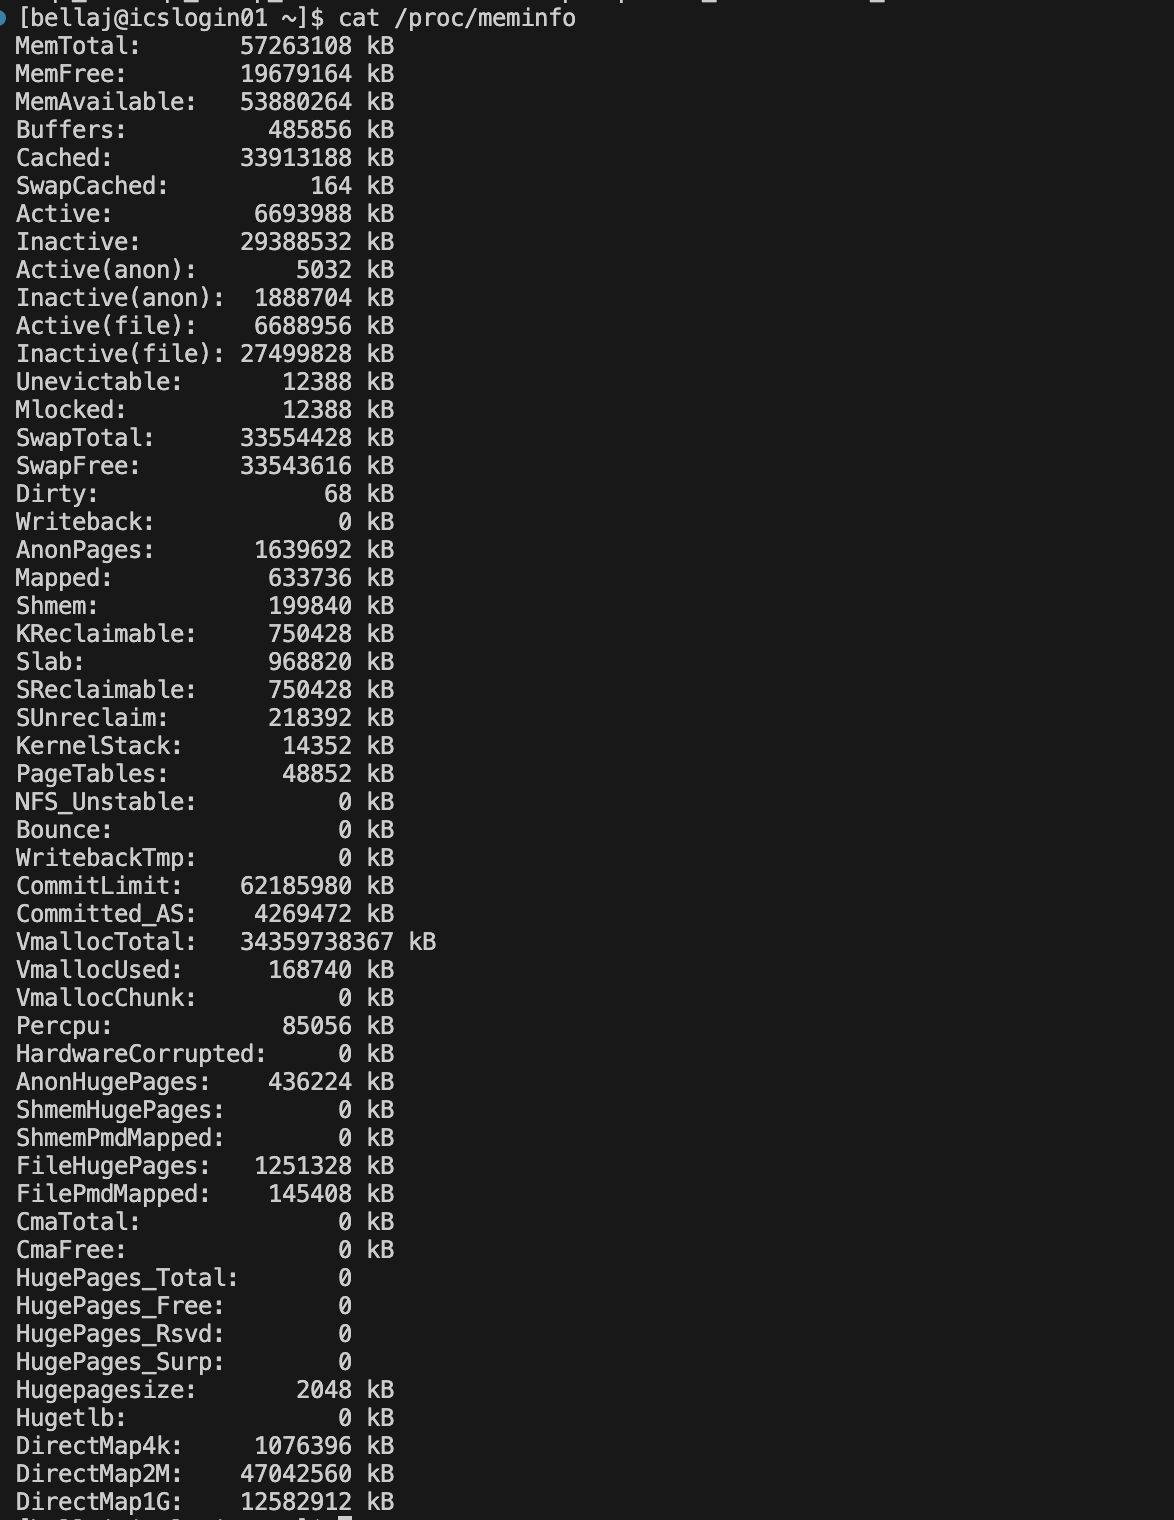 [bellaj@icslogin01 ~]$ cat /proc/meminfo
MemTotal:       57263108 kB
MemFree:        19679164 kB
MemAvailable:   53880264 kB
Buffers:          485856 kB
Cached:         33913188 kB
SwapCached:          164 kB
Active:          6693988 kB
Inactive:       29388532 kB
Active(anon):       5032 kB
Inactive(anon):  1888704 kB
Active(file):    6688956 kB
Inactive(file): 27499828 kB
Unevictable:       12388 kB
Mlocked:           12388 kB
SwapTotal:      33554428 kB
SwapFree:       33543616 kB
Dirty:                68 kB
Writeback:             0 kB
AnonPages:       1639692 kB
Mapped:           633736 kB
Shmem:            199840 kB
KReclaimable:     750428 kB
Slab:             968820 kB
SReclaimable:     750428 kB
SUnreclaim:       218392 kB
KernelStack:       14352 kB
PageTables:        48852 kB
NFS_Unstable:          0 kB
Bounce:                0 kB
WritebackTmp:          0 kB
CommitLimit:    62185980 kB
Committed_AS:    4269472 kB
VmallocTotal:   34359738367 kB
VmallocUsed:      168740 kB
VmallocChunk:          0 kB
Percpu:            85056 kB
HardwareCorrupted:     0 kB
AnonHugePages:    436224 kB
ShmemHugePages:        0 kB
ShmemPmdMapped:        0 kB
FileHugePages:   1251328 kB
FilePmdMapped:    145408 kB
CmaTotal:              0 kB
CmaFree:               0 kB
HugePages_Total:       0
HugePages_Free:        0
HugePages_Rsvd:        0
HugePages_Surp:        0
Hugepagesize:       2048 kB
Hugetlb:               0 kB
DirectMap4k:     1076396 kB
DirectMap2M:    47042560 kB
DirectMap1G:    12582912 kB